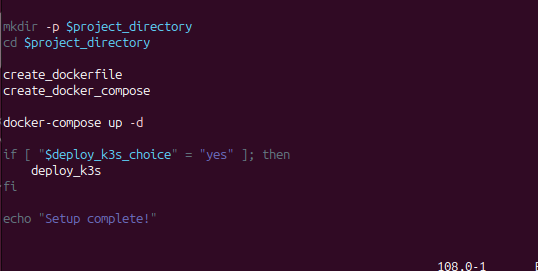 mkdir -p $project_directory
cd $project_directory
create_dockerfile
create_docker_compose
docker-compose up -d
if [ "$deploy_k3s_choice" = "yes" ]; then
    deploy_k3s
fi
echo "Setup complete!"
108,0-1